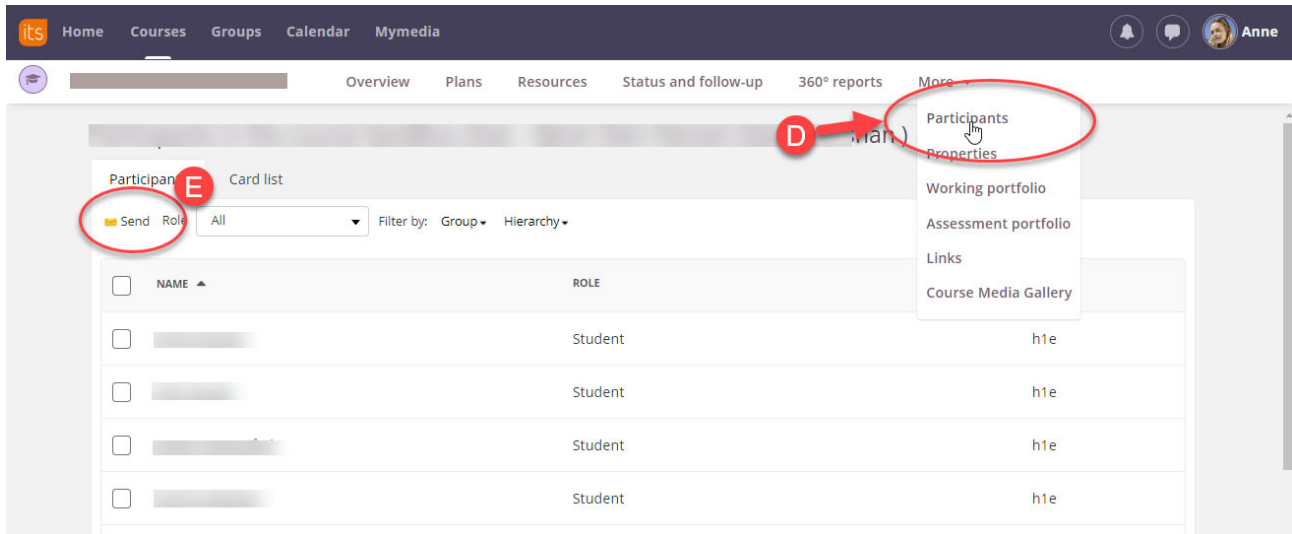 its Home Courses Groups Calendar Mymedia Anne
Overview Plans Resources Status and follow-up 360° reports More
Participants
Properties
Working portfolio
Assessment portfolio
Links
Course Media Gallery
D
E
Card list
Send Role All Filter by: Group Hierarchy
NAME ROLE
Student h1e
Student h1e
Student h1e
Student h1e